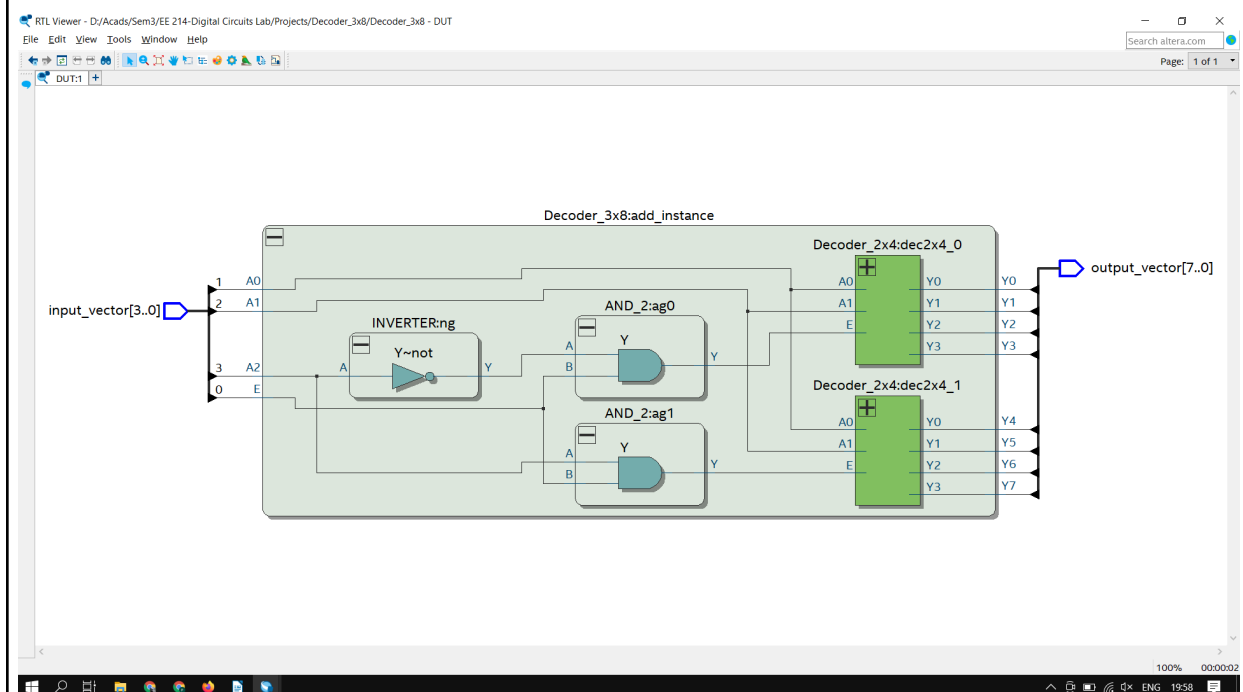 RTL Viewer - D:/Acads/Sem3/EE 214-Digital Circuits Lab/Projects/Decoder_3x8/Decoder_3x8 - DUT
File Edit View Tools Window Help
Search altera.com
Page: 1 of 1
DUT:1 +
Decoder_3x8:add_instance
Decoder_2x4:dec2x4_0
input_vector[3..0]
1 A0
2 A1
3 A2
0 E
INVERTER:ng
Y~not
A Y
AND_2:ag0
Y
A
B
Y
AND_2:ag1
Y
A
B
Y
A0 Y0 Y0
A1 Y1 Y1
E Y2 Y2
Y3 Y3
output_vector[7..0]
Decoder_2x4:dec2x4_1
A0 Y0 Y4
A1 Y1 Y5
E Y2 Y6
Y3 Y7
100% 00:00:02
ENG 19:58